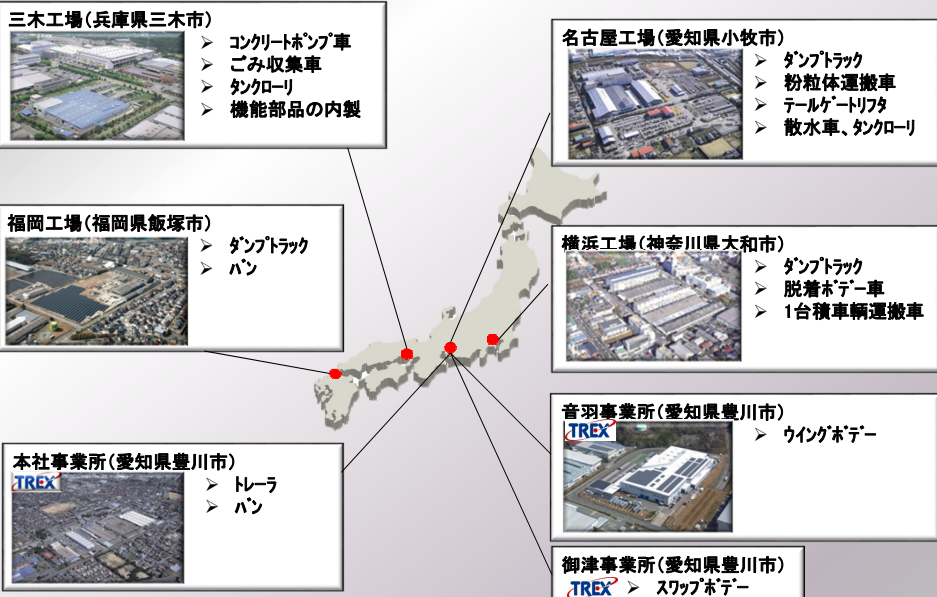 三木工場(兵庫県三木市)
➢ コンクリートポンプ車
➢ ごみ収集車
➢ タンクローリ
➢ 機能部品の内製
名古屋工場(愛知県小牧市)
➢ ダンプトラック
➢ 粉粒体運搬車
➢ テールゲートリフタ
➢ 散水車、タンクローリ
福岡工場(福岡県飯塚市)
➢ ダンプトラック
➢ バン
横浜工場(神奈川県大和市)
➢ ダンプトラック
➢ 脱着ボデー車
➢ 1台積車輌運搬車
本社事業所(愛知県豊川市)
TREX
➢ トレーラ
➢ バン
音羽事業所(愛知県豊川市)
TREX
➢ ウイングボデー
御津事業所(愛知県豊川市)
TREX ➢ スワップボデー